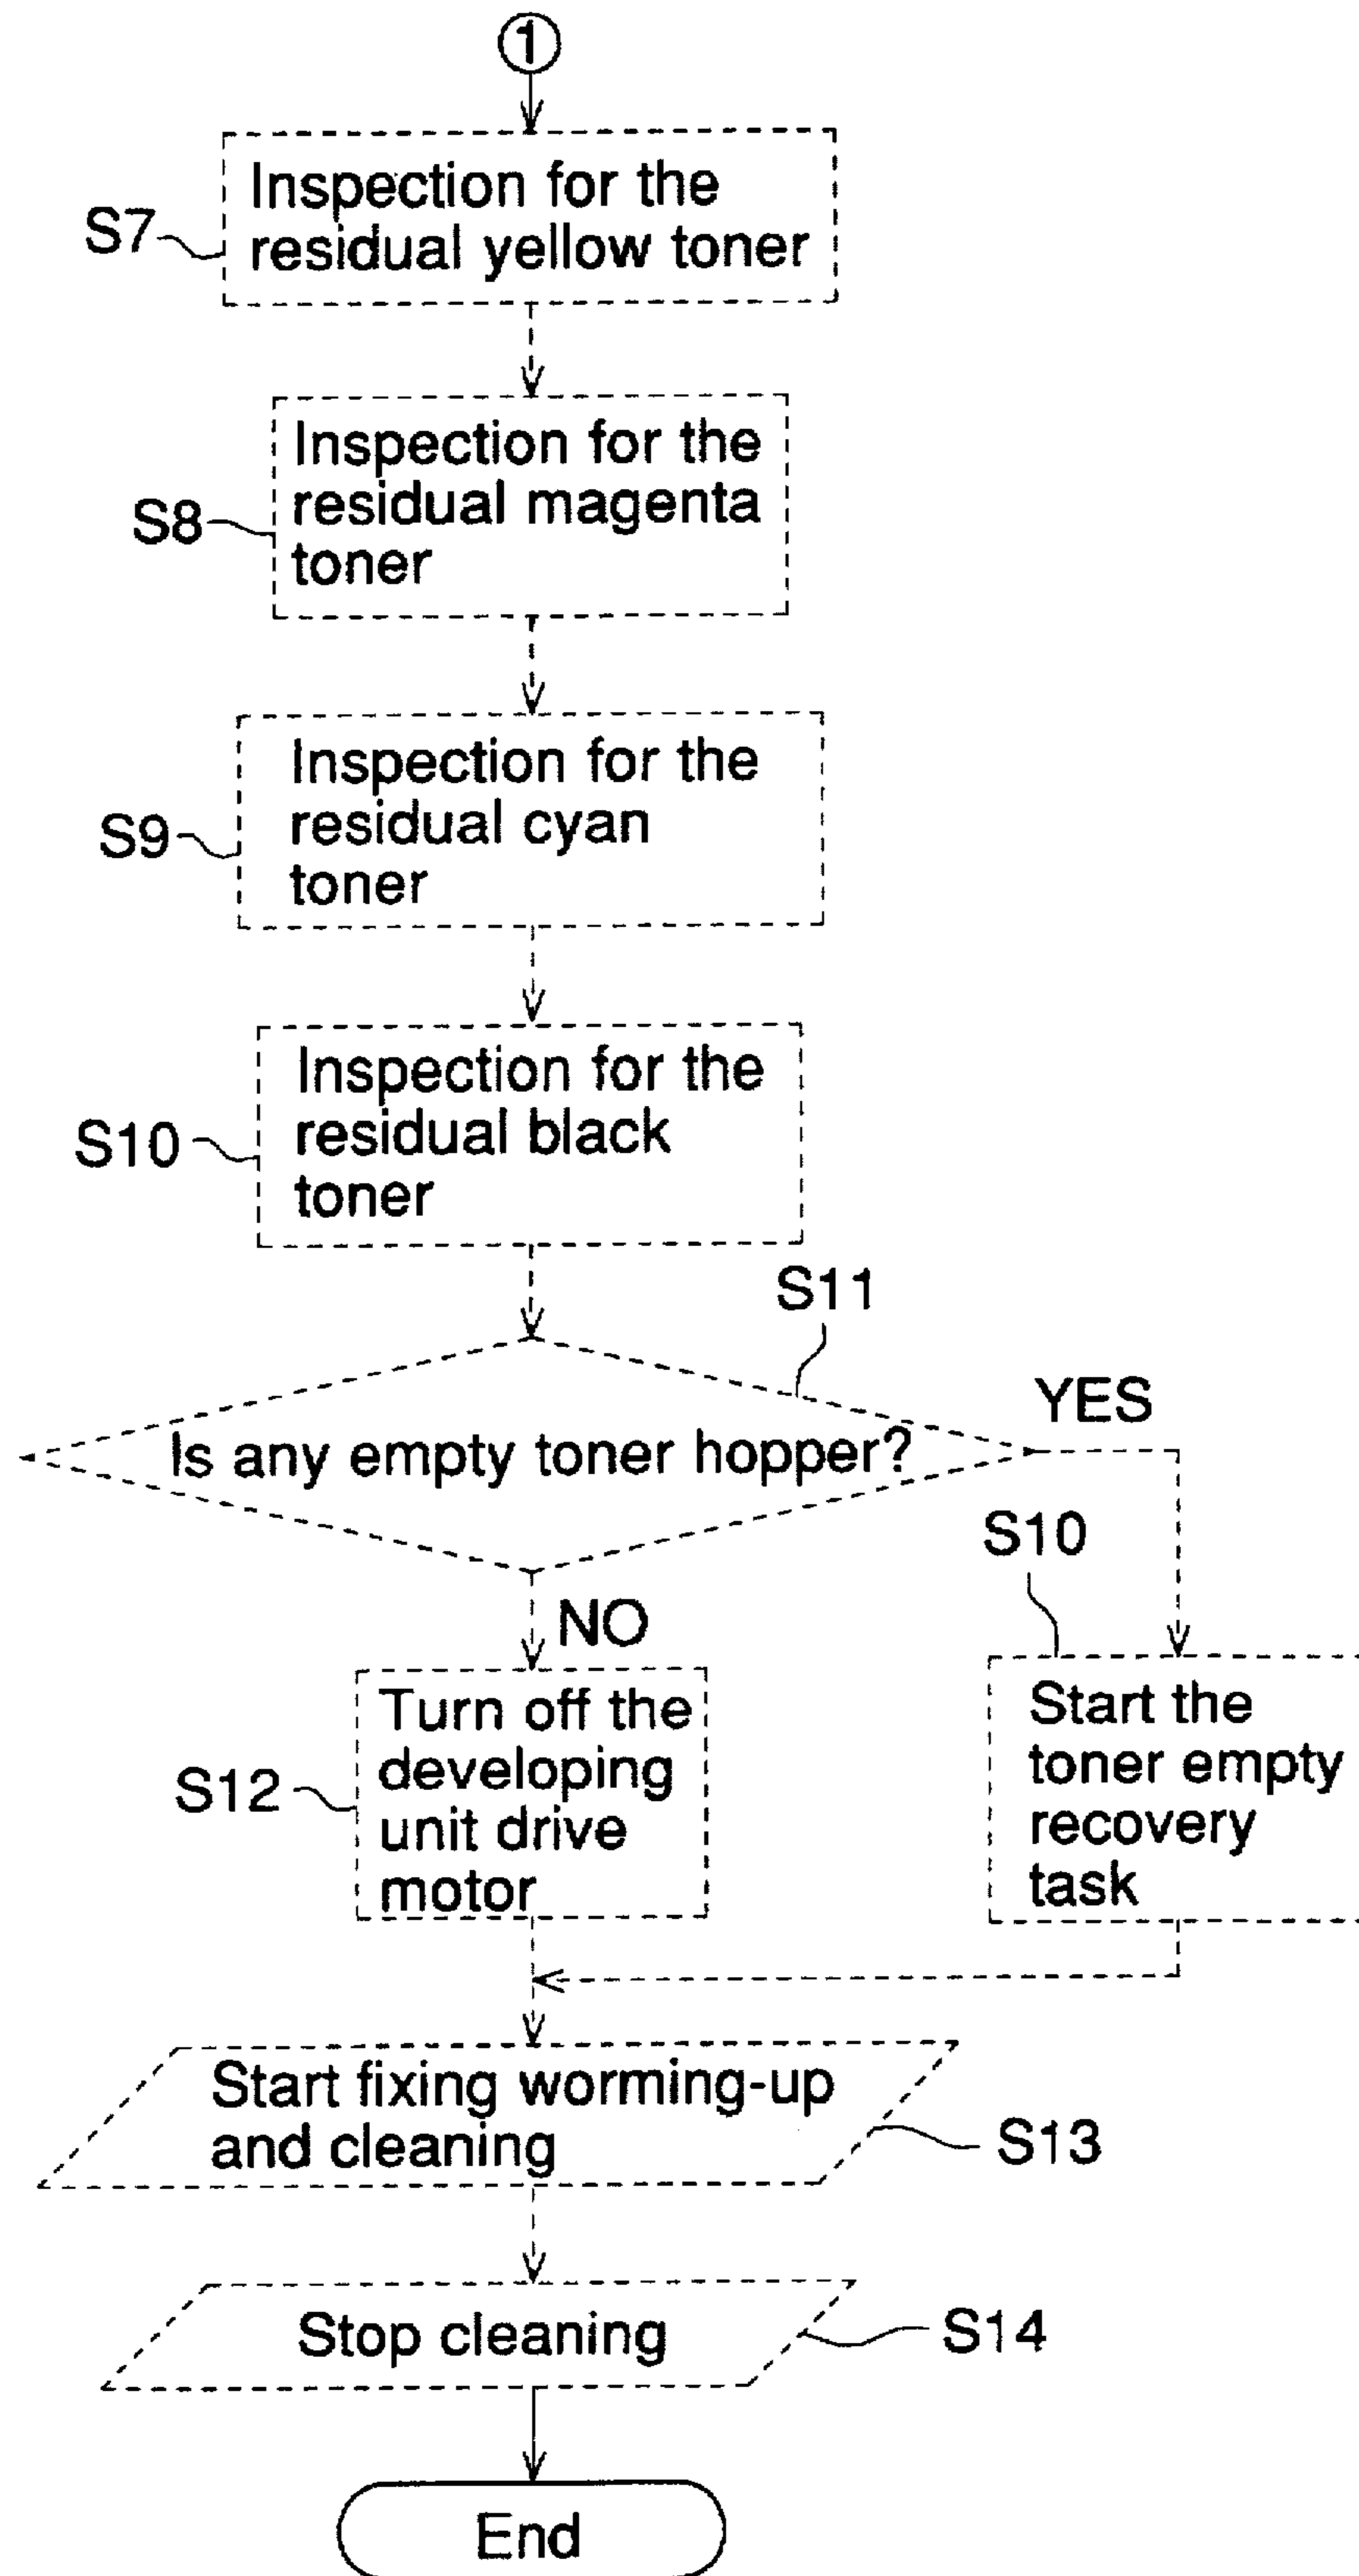 1
S7
Inspection for the
residual yellow toner
S8
Inspection for the
residual magenta
toner
S9
Inspection for the
residual cyan
toner
S10
Inspection for the
residual black
toner
S11
Is any empty toner hopper?
YES
NO
S12
Turn off the
developing
unit drive
motor
S10
Start the
toner empty
recovery
task
Start fixing worming-up
and cleaning
S13
Stop cleaning
S14
End